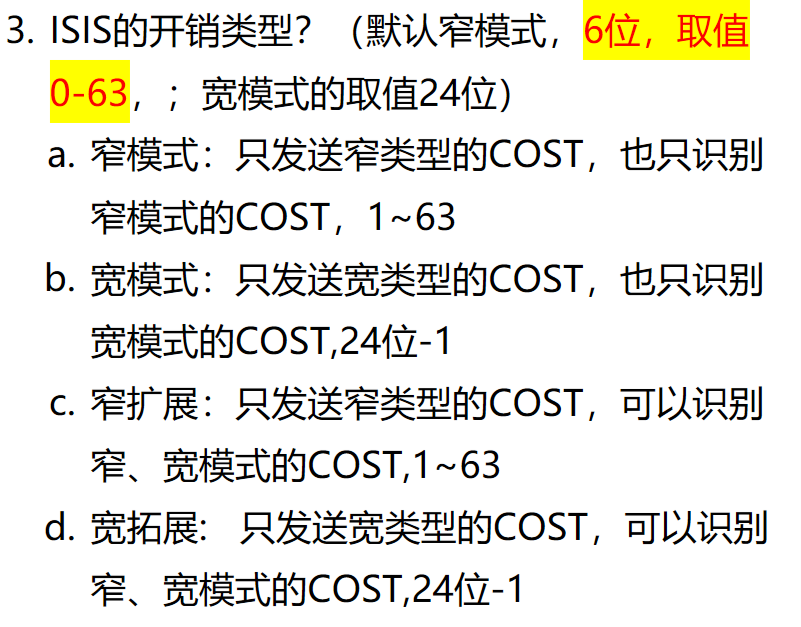 3. ISIS的开销类型？（默认窄模式，6位，取值
0-63，；宽模式的取值24位）
a. 窄模式：只发送窄类型的COST，也只识别
窄模式的COST，1~63
b. 宽模式：只发送宽类型的COST，也只识别
宽模式的COST,24位-1
c. 窄扩展：只发送窄类型的COST，可以识别
窄、宽模式的COST,1~63
d. 宽拓展: 只发送宽类型的COST，可以识别
窄、宽模式的COST,24位-1